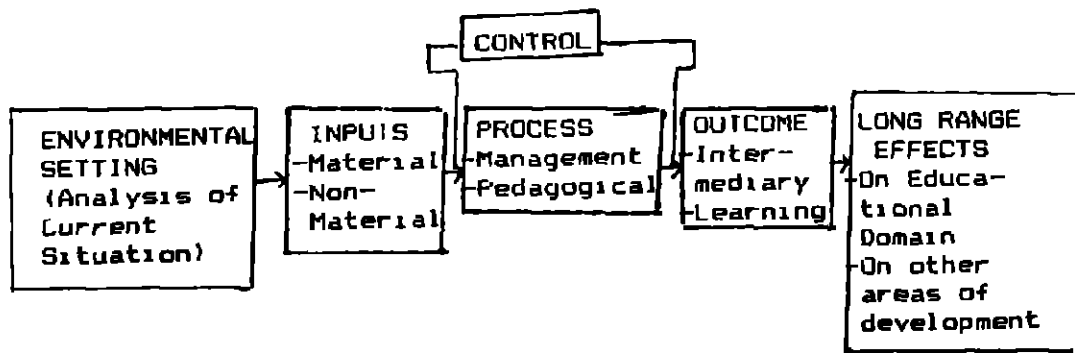 CONTROL
ENVIRONMENTAL
SETTING
(Analysis of
Current
Situation)
INPUTS
-Material
-Non-
Material
PROCESS
-Management
-Pedagogical
OUTCOME
-Inter-
mediary
-Learning
LONG RANGE
EFFECTS
-On Educa-
tional
Domain
-On other
areas of
development